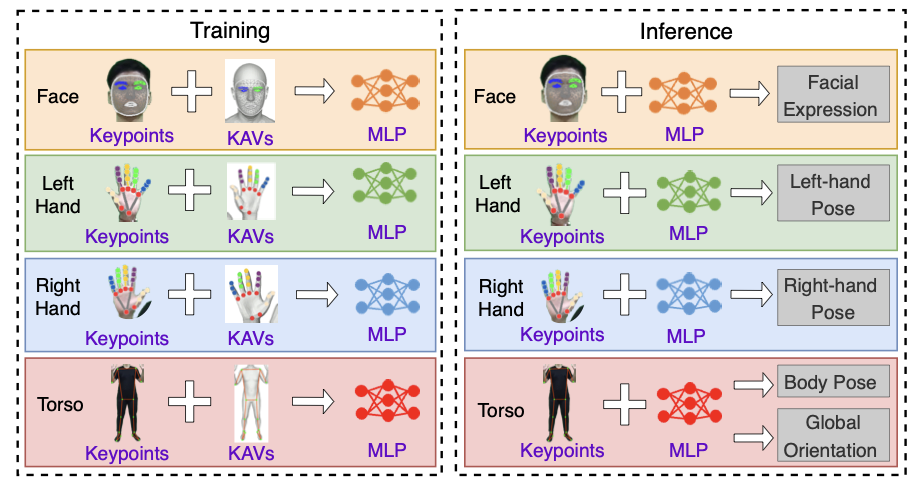 Training
Face
Keypoints
KAVs
MLP
Left
Hand
Keypoints
KAVs
MLP
Right
Hand
Keypoints
KAVs
MLP
Torso
Keypoints
KAVs
MLP
Inference
Face
Keypoints
MLP
Facial
Expression
Left
Hand
Keypoints
MLP
Left-hand
Pose
Right
Hand
Keypoints
MLP
Right-hand
Pose
Torso
Keypoints
MLP
Body Pose
Global
Orientation